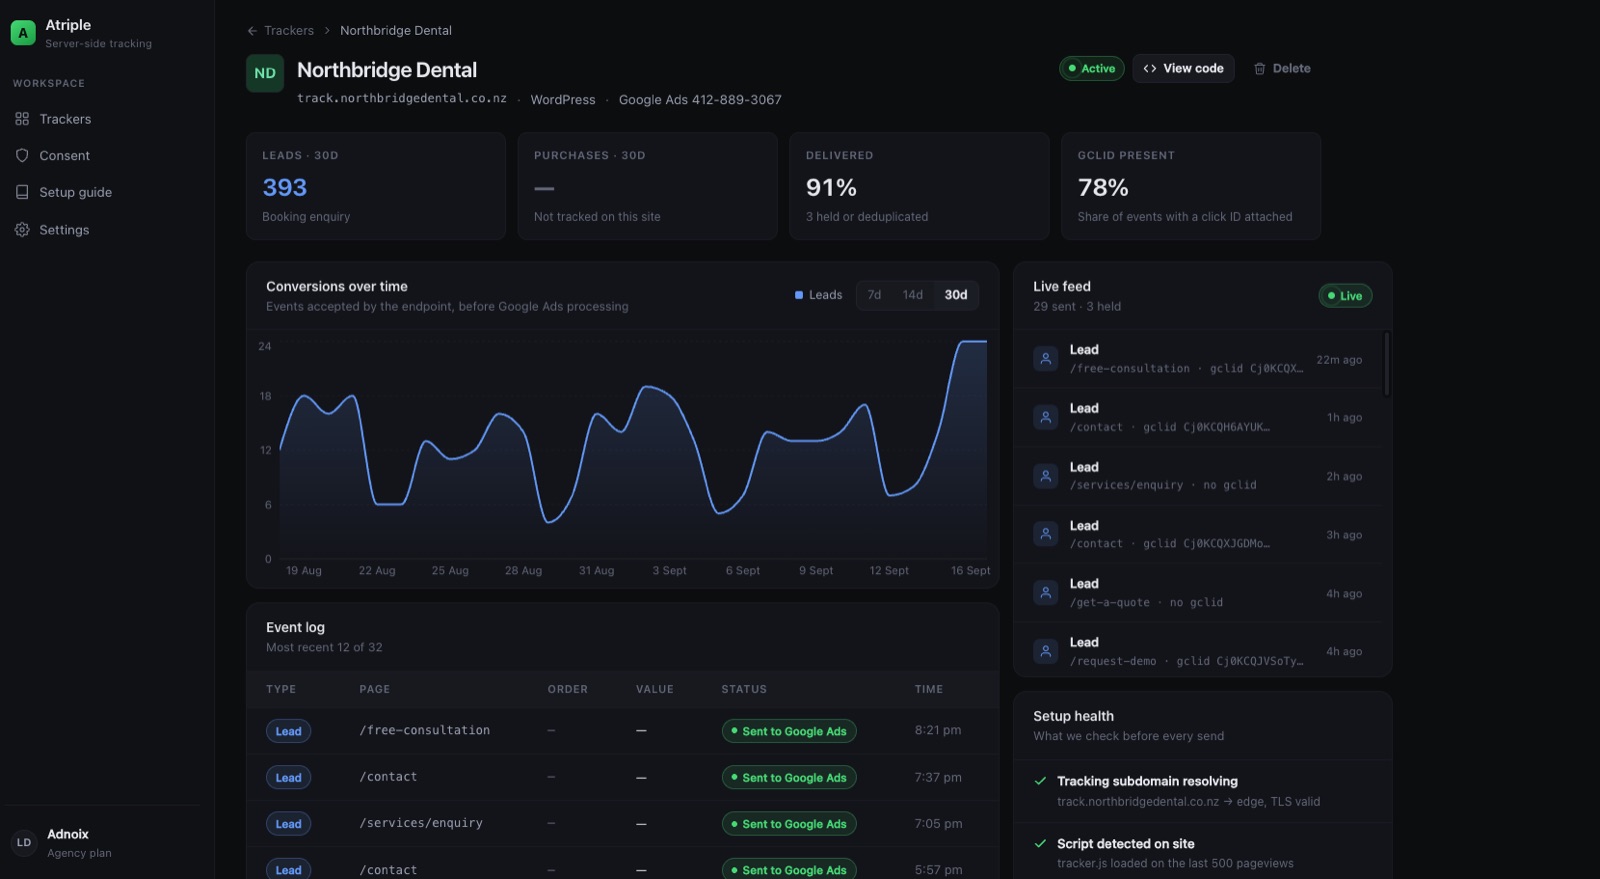 A
Atriple
Server-side tracking
WORKSPACE
Trackers
Consent
Setup guide
Settings
LD
Adnoix
Agency plan
← Trackers > Northbridge Dental
ND
Northbridge Dental
track.northbridgedental.co.nz · WordPress · Google Ads 412-889-3067
Active
<> View code
Delete
LEADS · 30D
393
Booking enquiry
PURCHASES · 30D
—
Not tracked on this site
DELIVERED
91%
3 held or deduplicated
GCLID PRESENT
78%
Share of events with a click ID attached
Conversions over time
Events accepted by the endpoint, before Google Ads processing
Leads
7d 14d 30d
24
18
12
6
0
19 Aug 22 Aug 25 Aug 28 Aug 31 Aug 3 Sept 6 Sept 9 Sept 12 Sept 16 Sept
Event log
Most recent 12 of 32
TYPE PAGE ORDER VALUE STATUS TIME
Lead /free-consultation — — Sent to Google Ads 8:21 pm
Lead /contact — — Sent to Google Ads 7:37 pm
Lead /services/enquiry — — Sent to Google Ads 7:05 pm
Lead /contact — — Sent to Google Ads 5:57 pm
Live feed
29 sent · 3 held
Live
Lead
/free-consultation · gclid Cj0KCQX…
22m ago
Lead
/contact · gclid Cj0KCQH6AYUK…
1h ago
Lead
/services/enquiry · no gclid
2h ago
Lead
/contact · gclid Cj0KCQXJGDMo…
3h ago
Lead
/get-a-quote · no gclid
4h ago
Lead
/request-demo · gclid Cj0KCQJVSoTy…
4h ago
Setup health
What we check before every send
Tracking subdomain resolving
track.northbridgedental.co.nz → edge, TLS valid
Script detected on site
tracker.js loaded on the last 500 pageviews